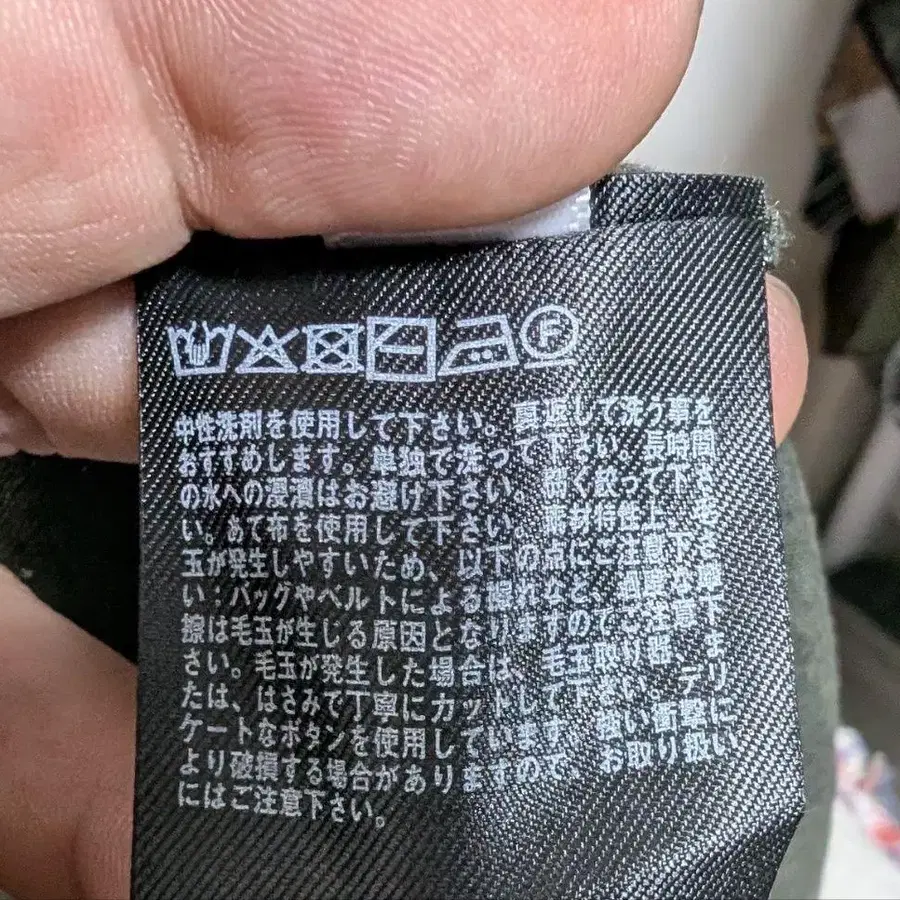 F
中性洗剤を使用して下さい。裏返して洗う事を
おすすめします。単独で洗って下さい。長時間
の水への浸漬はお避け下さい。弱く絞って下さ
い。あて布を使用して下さい。素材特性上、毛
玉が発生しやすいため、以下の点にご注意下さ
い：バッグやベルトによる擦れなど、過度な摩
擦は毛玉が生じる原因となりますのでご注意下
さい。毛玉が発生した場合は、毛玉取け器、ま
たは、はさみで丁寧にカットして下さい。デリ
ケートなボタンを使用しています。強い衝撃に
より破損する場合がありますので、お取り扱い
にはご注意下さい。